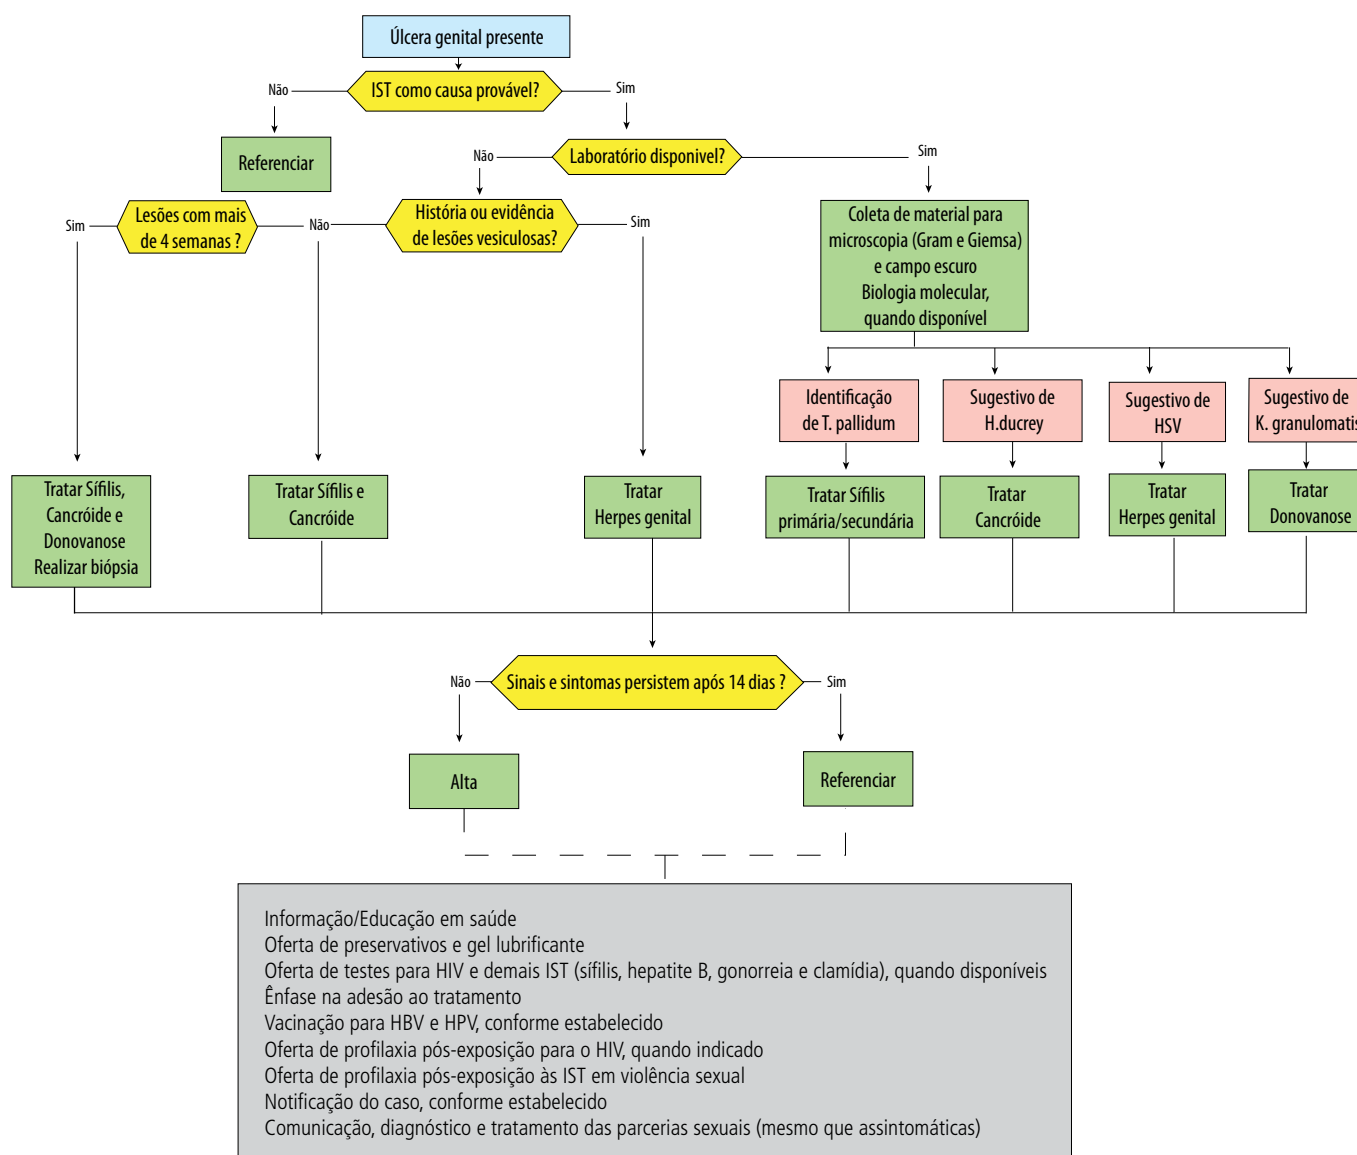 Úlcera genital presente
IST como causa provável?
Não
Sim
Referenciar
Laboratório disponivel?
Não
Sim
Lesões com mais
de 4 semanas ?
Sim
Não
História ou evidência
de lesões vesiculosas?
Sim
Coleta de material para
microscopia (Gram e Giemsa)
e campo escuro
Biologia molecular,
quando disponível
Identificação
de T. pallidum
Sugestivo de
H.ducrey
Sugestivo de
HSV
Sugestivo de
K. granulomatis
Tratar Sífilis,
Cancróide e
Donovanose
Realizar biópsia
Tratar Sífilis e
Cancróide
Tratar
Herpes genital
Tratar Sífilis
primária/secundária
Tratar
Cancróide
Tratar
Herpes genital
Tratar
Donovanose
Sinais e sintomas persistem após 14 dias ?
Não
Sim
Alta
Referenciar
Informação/Educação em saúde
Oferta de preservativos e gel lubrificante
Oferta de testes para HIV e demais IST (sífilis, hepatite B, gonorreia e clamídia), quando disponíveis
Ênfase na adesão ao tratamento
Vacinação para HBV e HPV, conforme estabelecido
Oferta de profilaxia pós-exposição para o HIV, quando indicado
Oferta de profilaxia pós-exposição às IST em violência sexual
Notificação do caso, conforme estabelecido
Comunicação, diagnóstico e tratamento das parcerias sexuais (mesmo que assintomáticas)